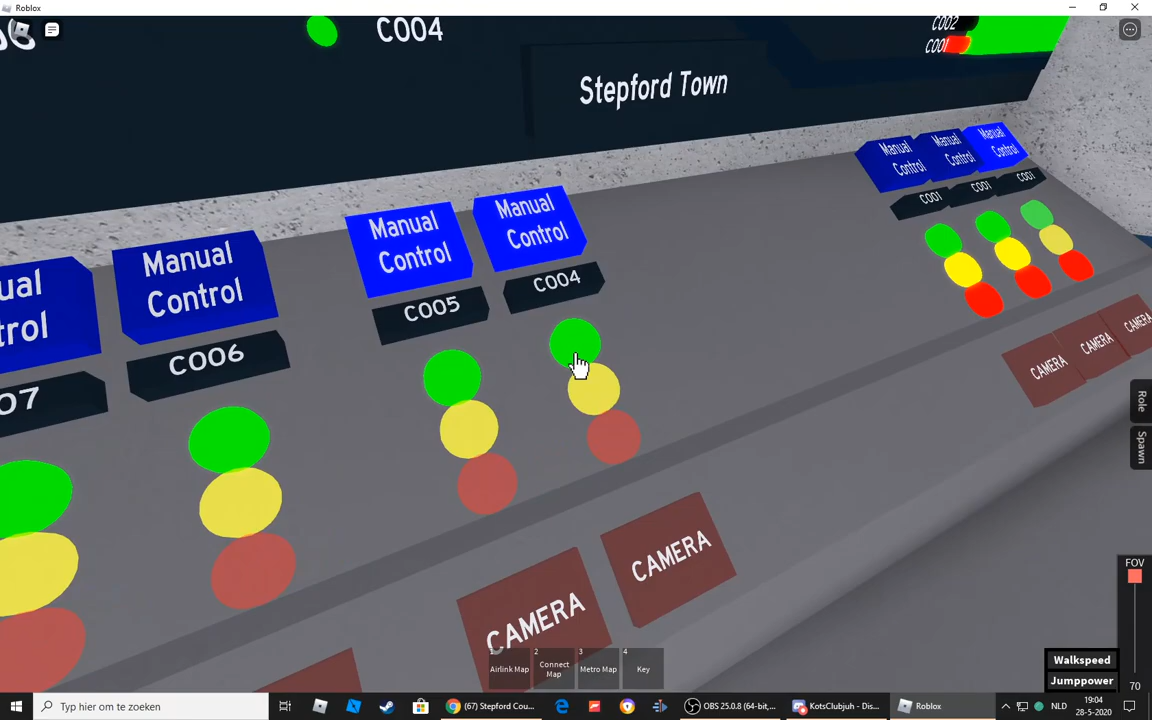 Roblox
C004
C002
C001
Stepford Town
Manual
Control
Manual
Control
Manual
Control
Manual
Control
Manual
Control
Manual
Control
C005
C004
C006
C001
C001
C001
CAMERA
CAMERA
CAMERA
CAMERA
CAMERA
Role
Spawn
FOV
70
Walkspeed
Jumppower
1
Airlink Map
2
Connect
Map
3
Metro Map
4
Key
Typ hier om te zoeken
(67) Stepford Cou...
OBS 25.0.8 (64-bit,...
KotsClubjuh - Dis...
Roblox
NLD
19:04
28-5-2020